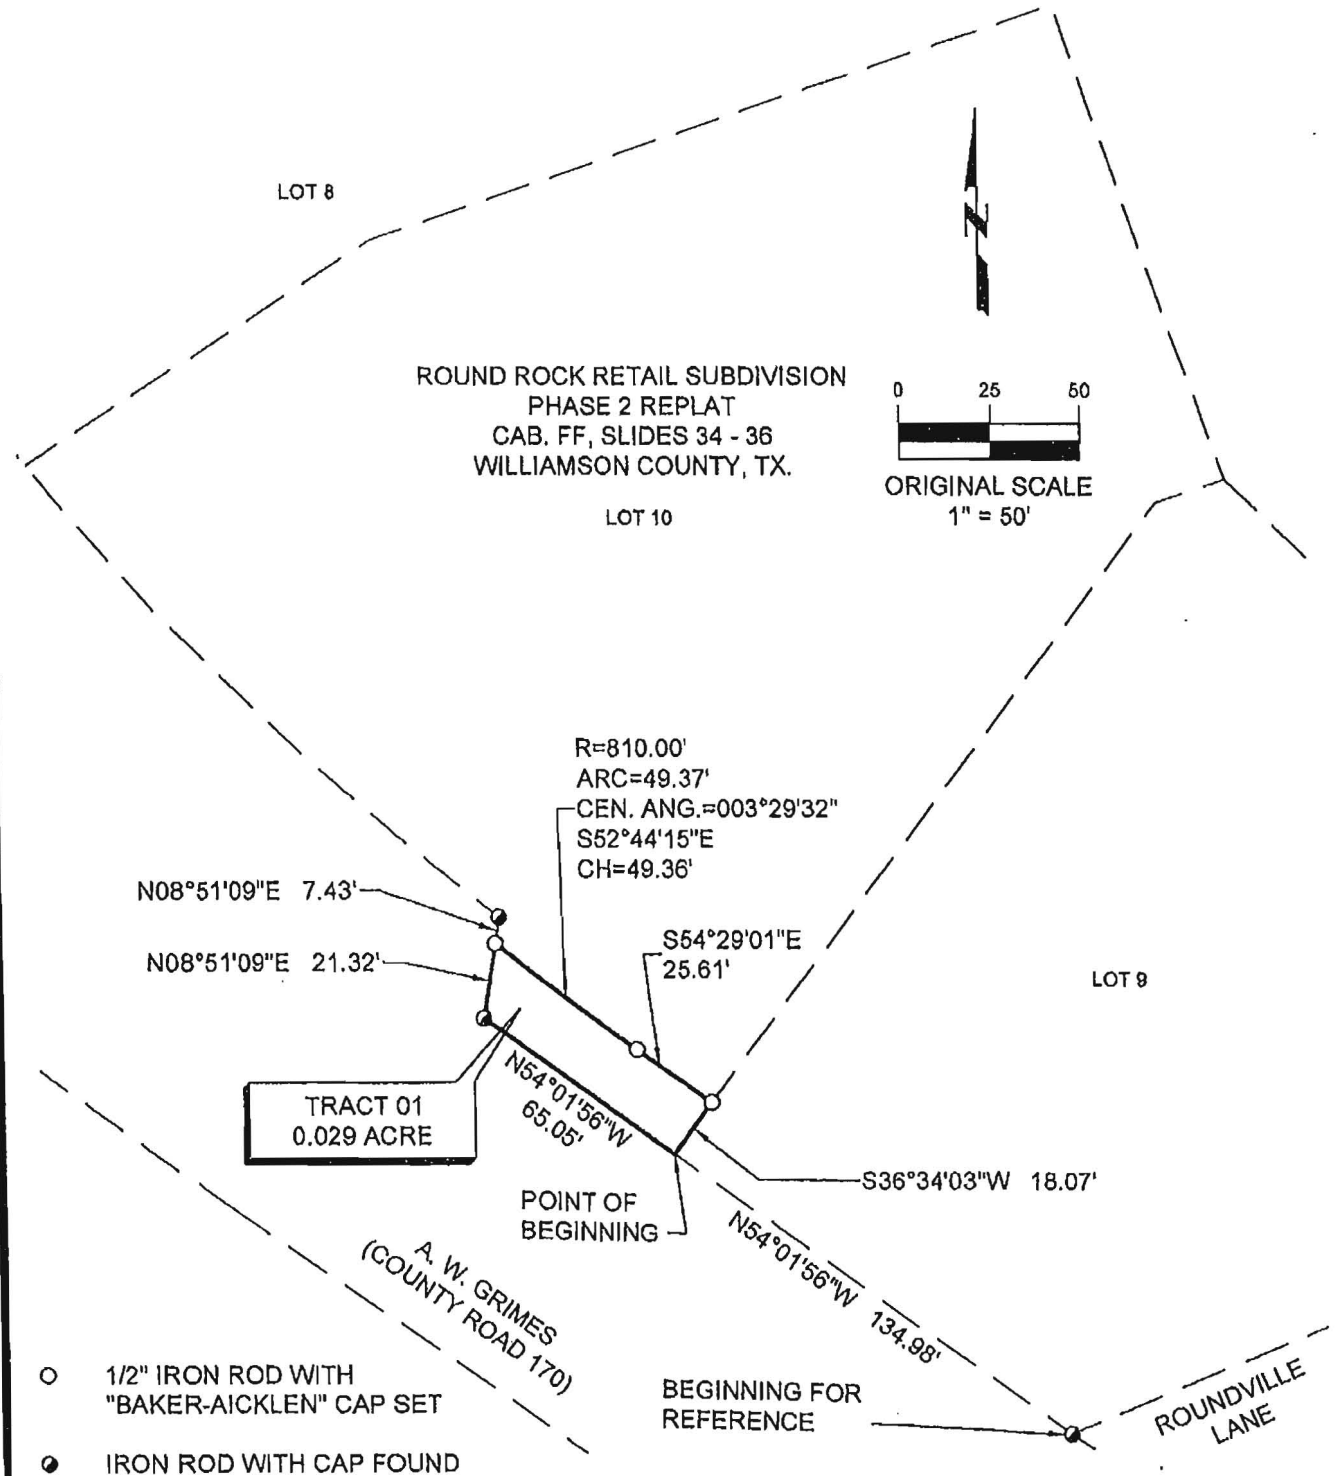 LOT 8
N
ROUND ROCK RETAIL SUBDIVISION
PHASE 2 REPLAT
CAB. FF, SLIDES 34 - 36
WILLIAMSON COUNTY, TX.
0 25 50
ORIGINAL SCALE
1" = 50'
LOT 10
R=810.00'
ARC=49.37'
CEN. ANG.=003°29'32"
S52°44'15"E
CH=49.36'
N08°51'09"E 7.43'
N08°51'09"E 21.32'
S54°29'01"E
25.61'
LOT 9
TRACT 01
0.029 ACRE
N54°01'56"W
65.05'
S36°34'03"W 18.07'
POINT OF
BEGINNING
N54°01'56"W 134.98'
A. W. GRIMES
(COUNTY ROAD 170)
BEGINNING FOR
REFERENCE
ROUNDVILLE
LANE
1/2" IRON ROD WITH
"BAKER-AICKLEN" CAP SET
IRON ROD WITH CAP FOUND